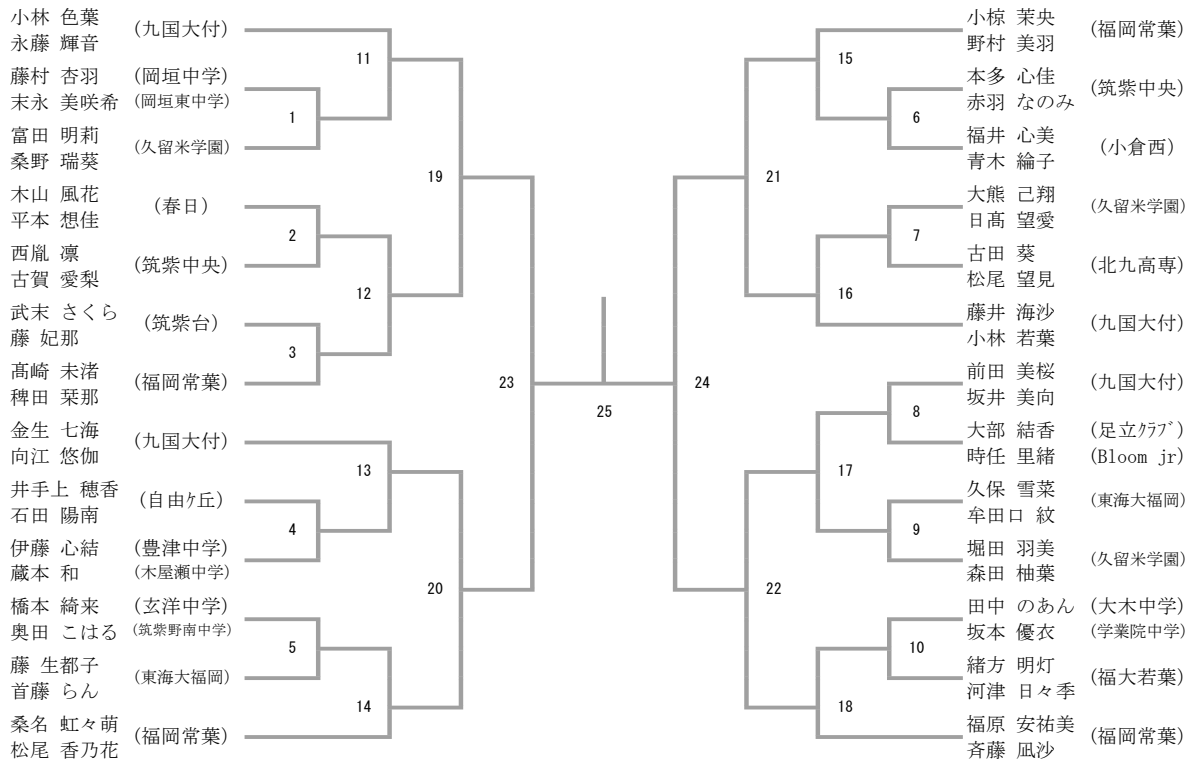 小林 色葉
永藤 輝音
(九国大付)
藤村 杏羽 (岡垣中学)
末永 美咲希 (岡垣東中学)
富田 明莉
桑野 瑞葵
(久留米学園)
木山 風花
平本 想佳
(春日)
西胤 凛
古賀 愛梨
(筑紫中央)
武末 さくら
藤 妃那
(筑紫台)
髙崎 未渚
稗田 栞那
(福岡常葉)
金生 七海
向江 悠伽
(九国大付)
井手上 穂香
石田 陽南
(自由ケ丘)
伊藤 心結 (豊津中学)
蔵本 和 (木屋瀬中学)
橋本 綺来 (玄洋中学)
奥田 こはる (筑紫野南中学)
藤 生都子
首藤 らん
(東海大福岡)
桑名 虹々萌
松尾 香乃花
(福岡常葉)
11
1
19
2
12
3
23
13
4
20
5
14
25
15
6
21
7
16
24
8
17
9
22
10
18
小椋 茉央
野村 美羽
(福岡常葉)
本多 心佳
赤羽 なのみ
(筑紫中央)
福井 心美
青木 綸子
(小倉西)
大熊 己翔
日髙 望愛
(久留米学園)
古田 葵
松尾 望見
(北九高専)
藤井 海沙
小林 若葉
(九国大付)
前田 美桜
坂井 美向
(九国大付)
大部 結香 (足立ｸﾗﾌﾞ)
時任 里緒 (Bloom jr)
久保 雪菜
牟田口 紋
(東海大福岡)
堀田 羽美
森田 柚葉
(久留米学園)
田中 のあん (大木中学)
坂本 優衣 (学業院中学)
緒方 明灯
河津 日々季
(福大若葉)
福原 安祐美
斉藤 凪沙
(福岡常葉)